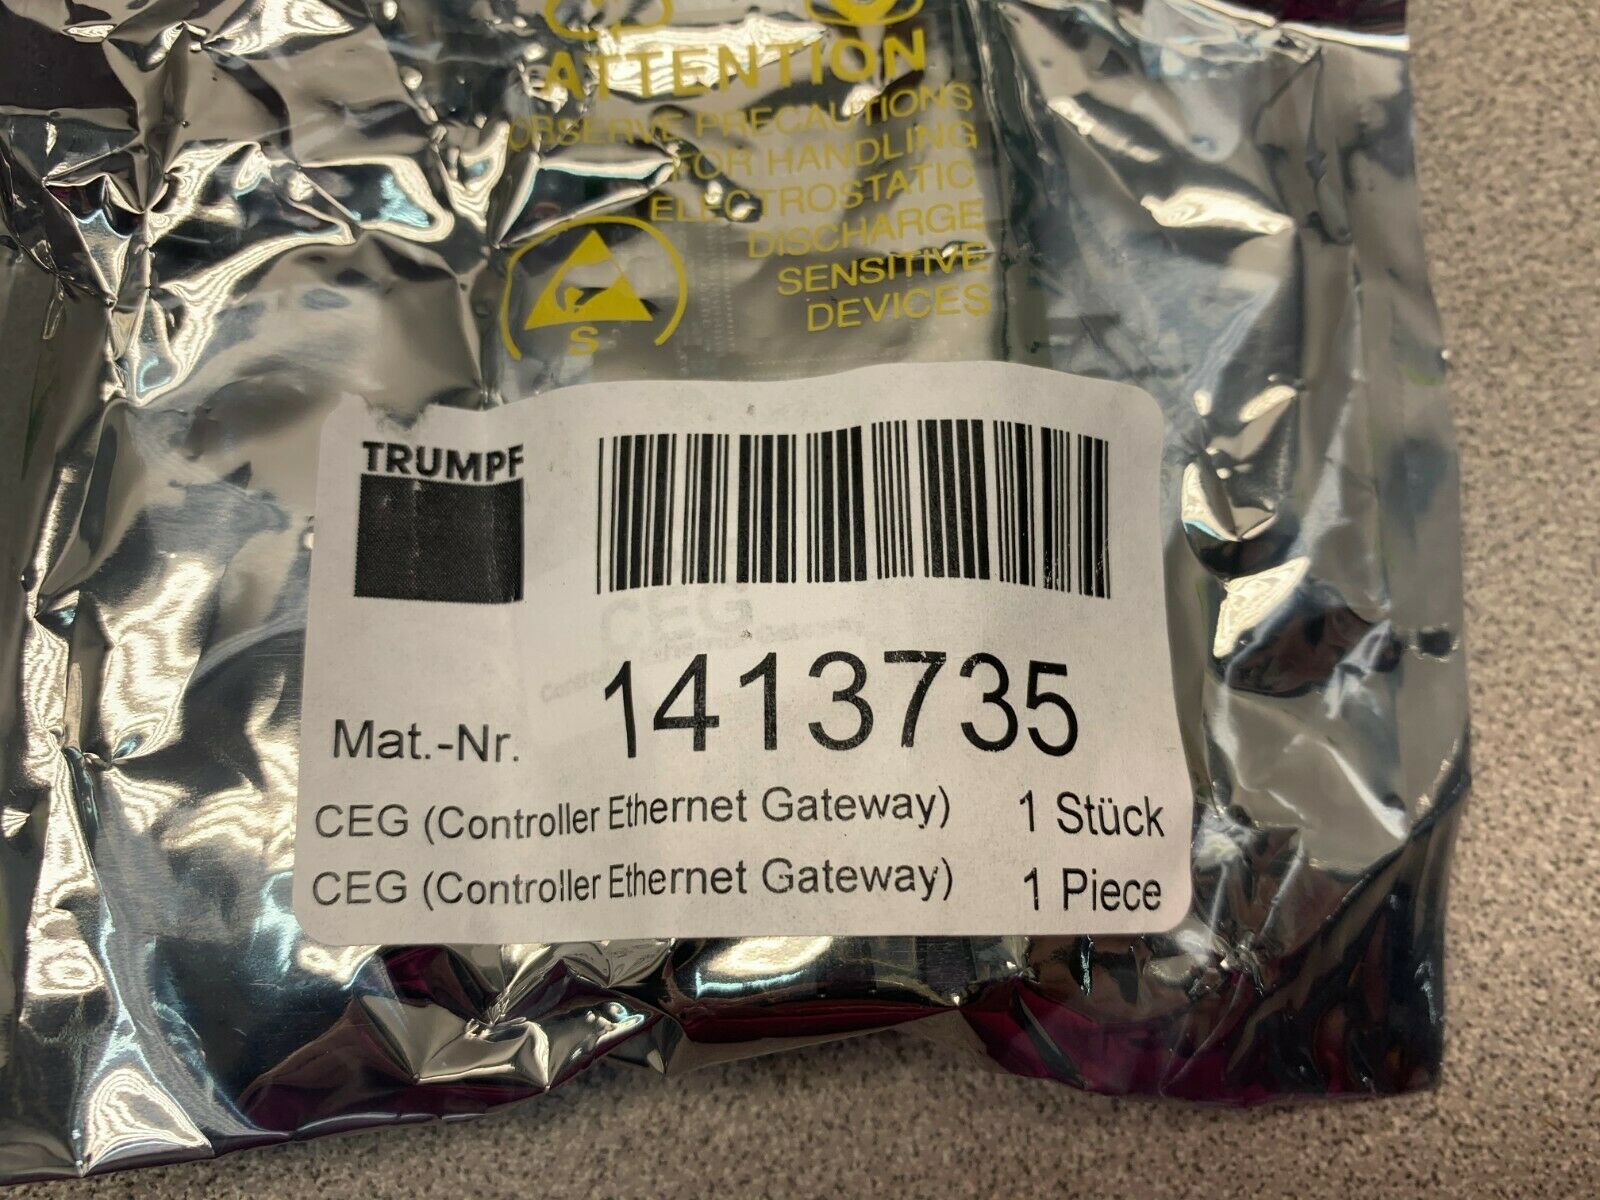 ATTENTION
OBSERVE PRECAUTIONS
FOR HANDLING
ELECTROSTATIC
DISCHARGE
SENSITIVE
DEVICES
S
TRUMPF
CEG
Mat.-Nr. 1413735
CEG (Controller Ethernet Gateway) 1 Stück
CEG (Controller Ethernet Gateway) 1 Piece